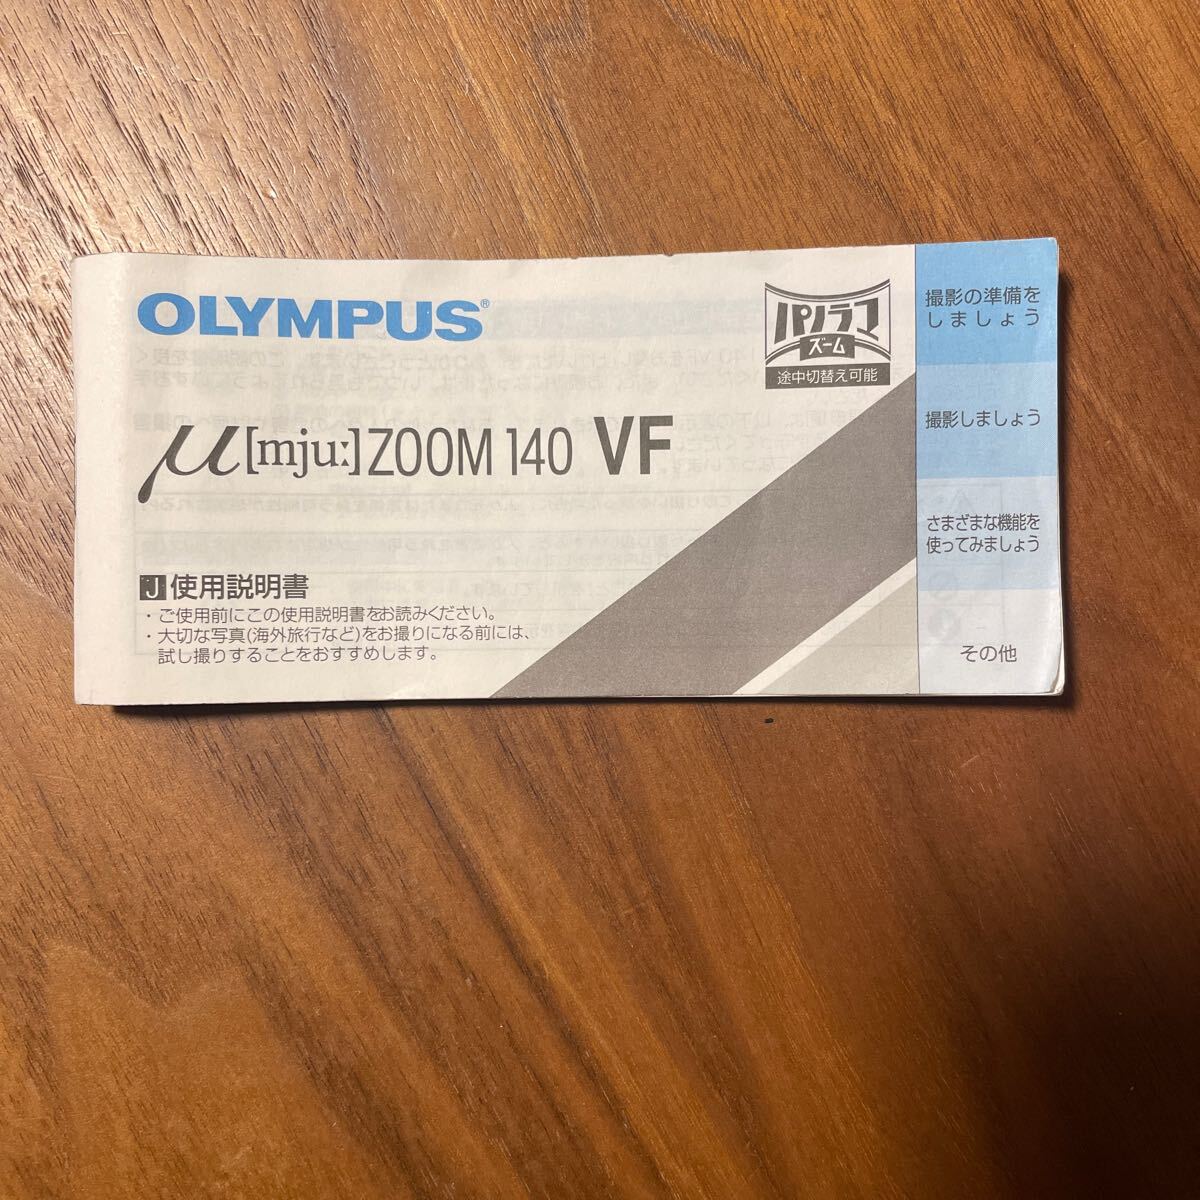 OLYMPUS®
パノラマ
ズーム
途中切替え可能
μ[mju:] ZOOM 140 VF
J 使用説明書
・ご使用前にこの使用説明書をお読みください。
・大切な写真(海外旅行など)をお撮りになる前には、
試し撮りすることをおすすめします。
撮影の準備を
しましょう
撮影しましょう
さまざまな機能を
使ってみましょう
その他